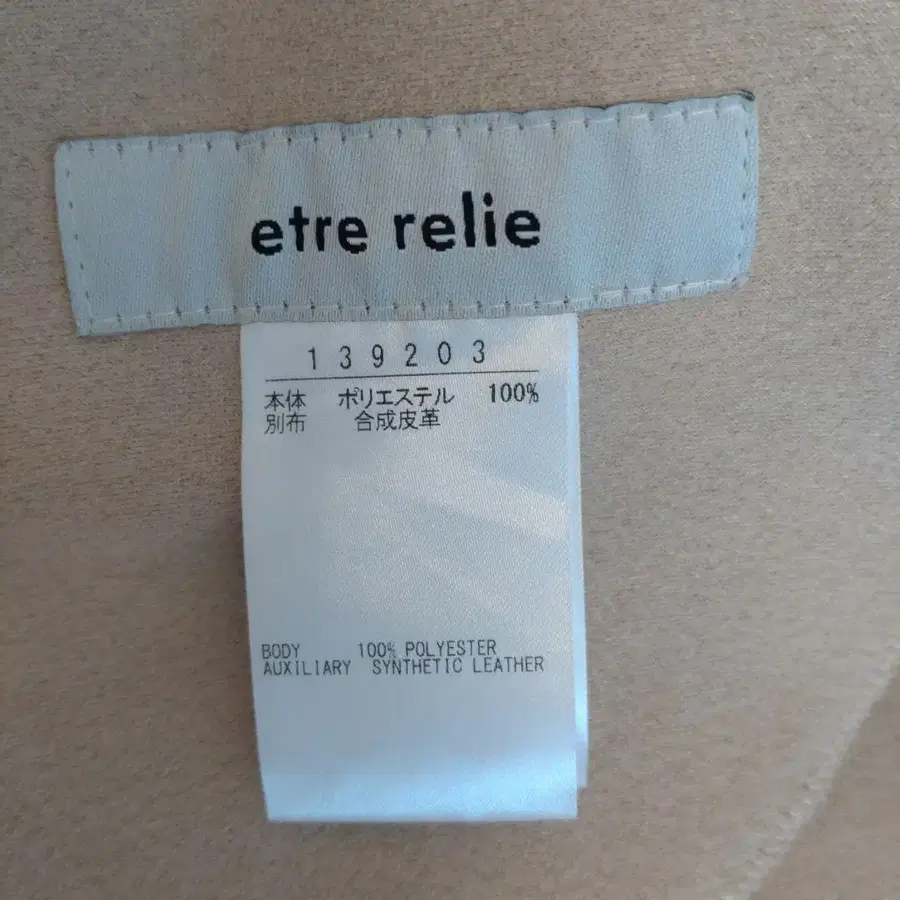 etre relie
139203
本体 ポリエステル 100%
別布 合成皮革
BODY 100% POLYESTER
AUXILIARY SYNTHETIC LEATHER